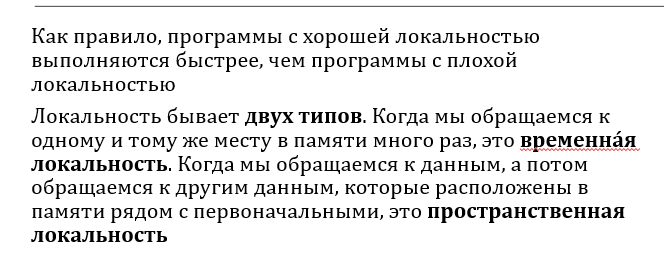 Как правило, программы с хорошей локальностью
выполняются быстрее, чем программы с плохой
локальностью
Локальность бывает двух типов. Когда мы обращаемся к
одному и тому же месту в памяти много раз, это временна́я
локальность. Когда мы обращаемся к данным, а потом
обращаемся к другим данным, которые расположены в
памяти рядом с первоначальными, это пространственная
локальность